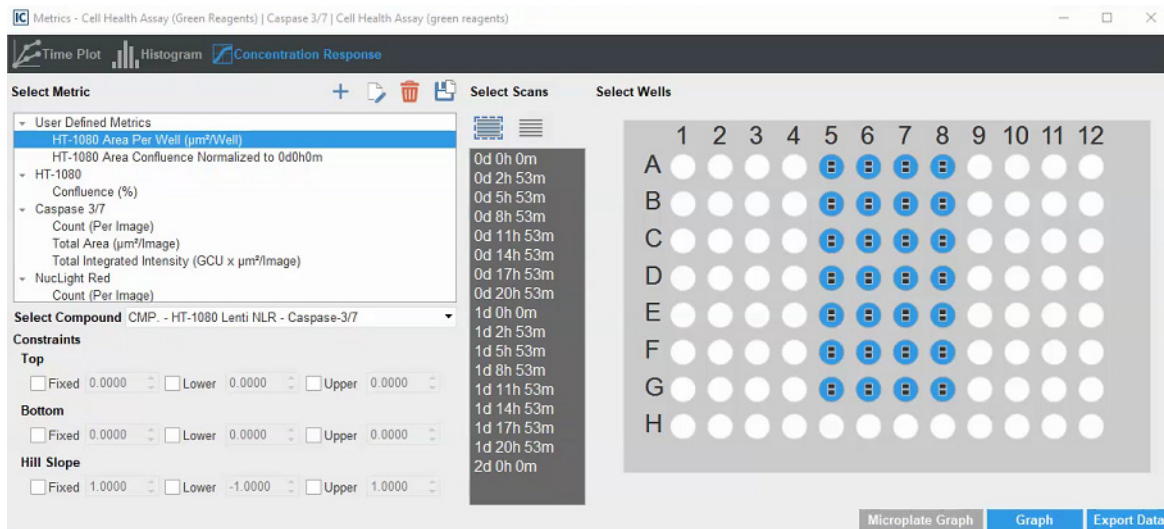 IC Metrics - Cell Health Assay (Green Reagents) | Caspase 3/7 | Cell Health Assay (green reagents)
Time Plot Histogram Concentration Response
Select Metric
User Defined Metrics
HT-1080 Area Per Well (µm²/Well)
HT-1080 Area Confluence Normalized to 0d0h0m
HT-1080
Confluence (%)
Caspase 3/7
Count (Per Image)
Total Area (µm²/Image)
Total Integrated Intensity (GCU x µm²/Image)
NucLight Red
Count (Per Image)
Select Compound CMP. - HT-1080 Lenti NLR - Caspase-3/7
Constraints
Top
Fixed 0.0000 Lower 0.0000 Upper 0.0000
Bottom
Fixed 0.0000 Lower 0.0000 Upper 0.0000
Hill Slope
Fixed 1.0000 Lower -1.0000 Upper 1.0000
Select Scans
0d 0h 0m
0d 2h 53m
0d 5h 53m
0d 8h 53m
0d 11h 53m
0d 14h 53m
0d 17h 53m
0d 20h 53m
1d 0h 0m
1d 2h 53m
1d 5h 53m
1d 8h 53m
1d 11h 53m
1d 14h 53m
1d 17h 53m
1d 20h 53m
2d 0h 0m
Select Wells
1 2 3 4 5 6 7 8 9 10 11 12
A
B
C
D
E
F
G
H
Microplate Graph Graph Export Data